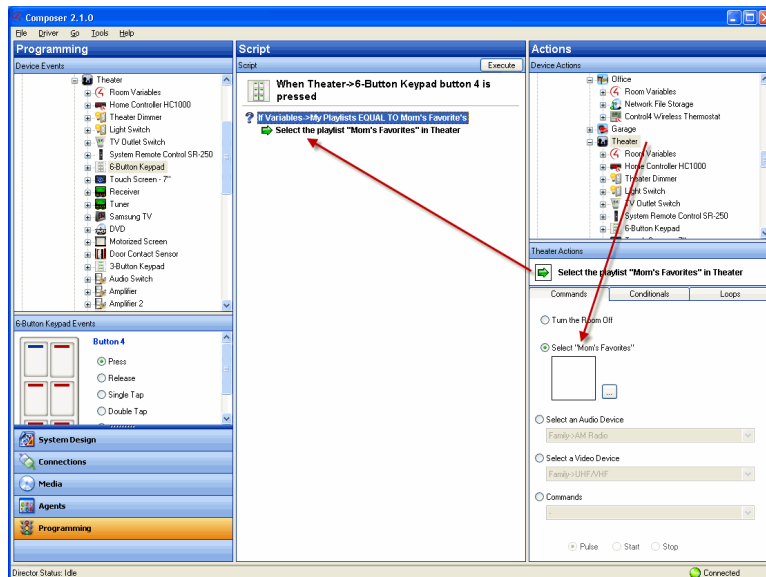 Composer 2.1.0
File Driver Go Tools Help
Programming
Device Events
Theater
Room Variables
Home Controller HC1000
Theater Dimmer
Light Switch
TV Outlet Switch
System Remote Control SR-250
6-Button Keypad
Touch Screen - 7"
Receiver
Tuner
Samsung TV
DVD
Motorized Screen
Door Contact Sensor
3-Button Keypad
Audio Switch
Amplifier
Amplifier 2
6-Button Keypad Events
Button 4
Press
Release
Single Tap
Double Tap
System Design
Connections
Media
Agents
Programming
Director Status: Idle
Script
Script
Execute
When Theater->6-Button Keypad button 4 is
pressed
? If Variables->My Playlists EQUAL TO Mom's Favorite's
Select the playlist "Mom's Favorites" in Theater
Actions
Device Actions
Office
Room Variables
Network File Storage
Control4 Wireless Thermostat
Garage
Theater
Room Variables
Home Controller HC1000
Theater Dimmer
Light Switch
TV Outlet Switch
System Remote Control SR-250
6-Button Keypad
Theater Actions
Select the playlist "Mom's Favorites" in Theater
Commands Conditionals Loops
Turn the Room Off
Select "Mom's Favorites"
...
Select an Audio Device
Family->AM Radio
Select a Video Device
Family->UHF/VHF
Commands
-
Pulse Start Stop
Connected